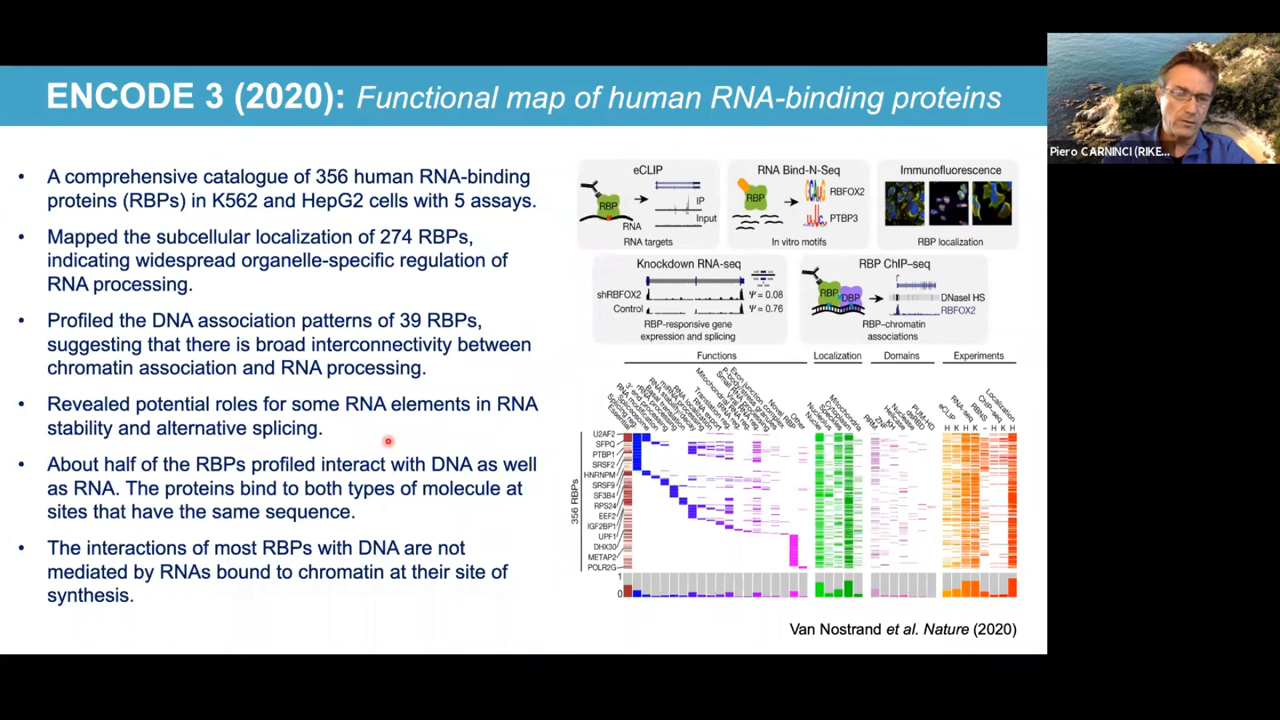 ENCODE 3 (2020): Functional map of human RNA-binding proteins
Piero CARNINCI (RIKE...
• A comprehensive catalogue of 356 human RNA-binding
proteins (RBPs) in K562 and HepG2 cells with 5 assays.
• Mapped the subcellular localization of 274 RBPs,
indicating widespread organelle-specific regulation of
RNA processing.
• Profiled the DNA association patterns of 39 RBPs,
suggesting that there is broad interconnectivity between
chromatin association and RNA processing.
• Revealed potential roles for some RNA elements in RNA
stability and alternative splicing.
• About half of the RBPs profiled interact with DNA as well
as RNA. The proteins bind to both types of molecule at
sites that have the same sequence.
• The interactions of most RBPs with DNA are not
mediated by RNAs bound to chromatin at their site of
synthesis.
eCLIP
RBP
IP
Input
RNA
RNA targets
RNA Bind-N-Seq
RBP
RBFOX2
PTBP3
In vitro motifs
Immunofluorescence
RBP localization
Knockdown RNA-seq
shRBFOX2
Ψ = 0.08
Control
Ψ = 0.76
RBP-responsive gene
expression and splicing
RBP ChIP–seq
RBP
DBP
DNaseI HS
RBFOX2
RBP–chromatin
associations
Functions
Localization
Domains
Experiments
356 RBPs
U2AF2
SFPQ
PTBP1
SRSF2
HNRNPM
SRSF9
SF3B4
RPS24
EEF2
IGF2BP1
UPF1
DHX30
METAP2
POLR2G
1
0
eCLIP
RNA-seq
RBNS
ChIP-seq
Localization
H K H K – H K H
Van Nostrand et al. Nature (2020)